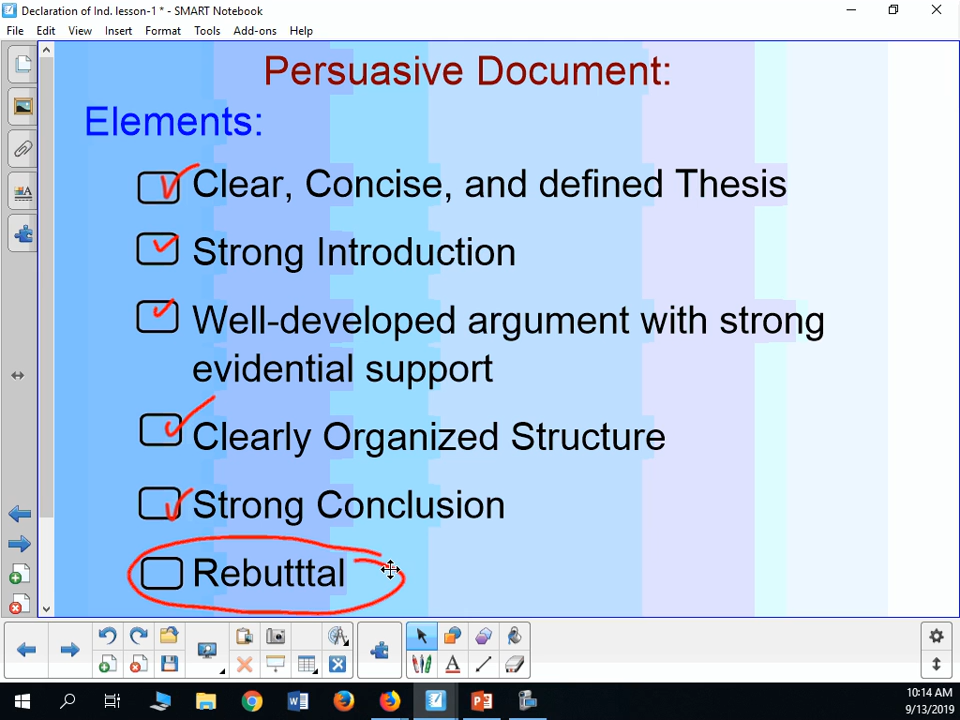 Declaration of Ind. lesson-1 * - SMART Notebook
File Edit View Insert Format Tools Add-ons Help
Persuasive Document:
Elements:
Clear, Concise, and defined Thesis
Strong Introduction
Well-developed argument with strong
evidential support
Clearly Organized Structure
Strong Conclusion
Rebutttal
10:14 AM
9/13/2019